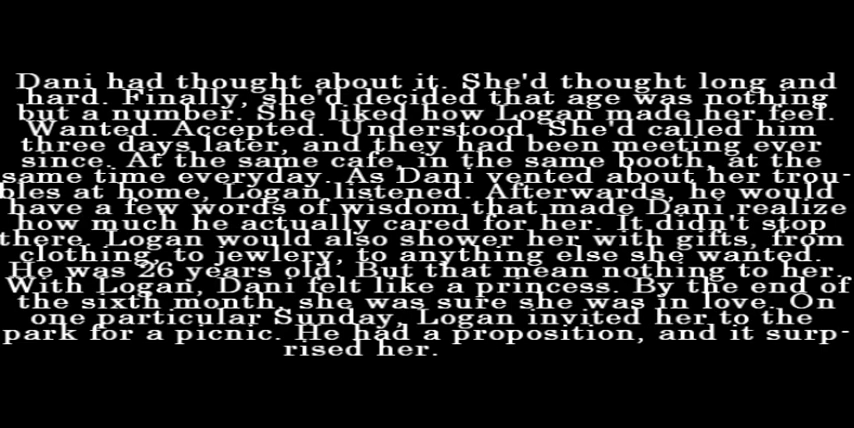 Dani had thought about it. She'd thought long and
hard. Finally, she'd decided that age was nothing
but a number. She liked how Logan made her feel.
Wanted. Accepted. Understood. She'd called him
three days later, and they had been meeting ever
since. At the same cafe, in the same booth, at the
same time everyday. As Dani vented about her trou-
bles at home, Logan listened. Afterwards, he would
have a few words of wisdom that made Dani realize
how much he actually cared for her. It didn't stop
there. Logan would also shower her with gifts, from
clothing, to jewlery, to anything else she wanted.
He was 26 years old. But that mean nothing to her.
With Logan, Dani felt like a princess. By the end of
the sixth month, she was sure she was in love. On
one particular Sunday, Logan invited her to the
park for a picnic. He had a proposition, and it surp-
rised her.